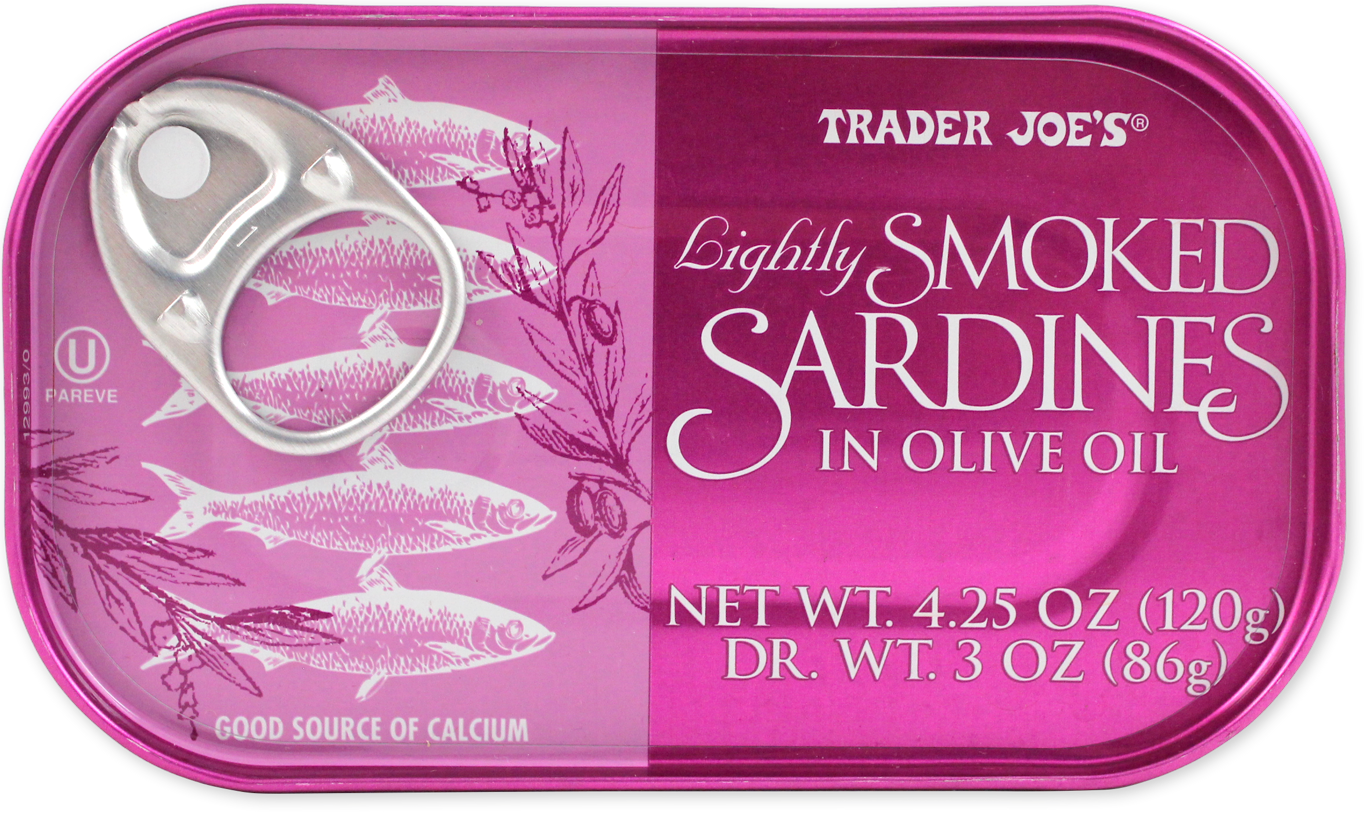 TRADER JOE'S®
Lightly SMOKED
SARDINES
IN OLIVE OIL
NET WT. 4.25 OZ (120g)
DR. WT. 3 OZ (86g)
U
PAREVE
12993/0
1
GOOD SOURCE OF CALCIUM